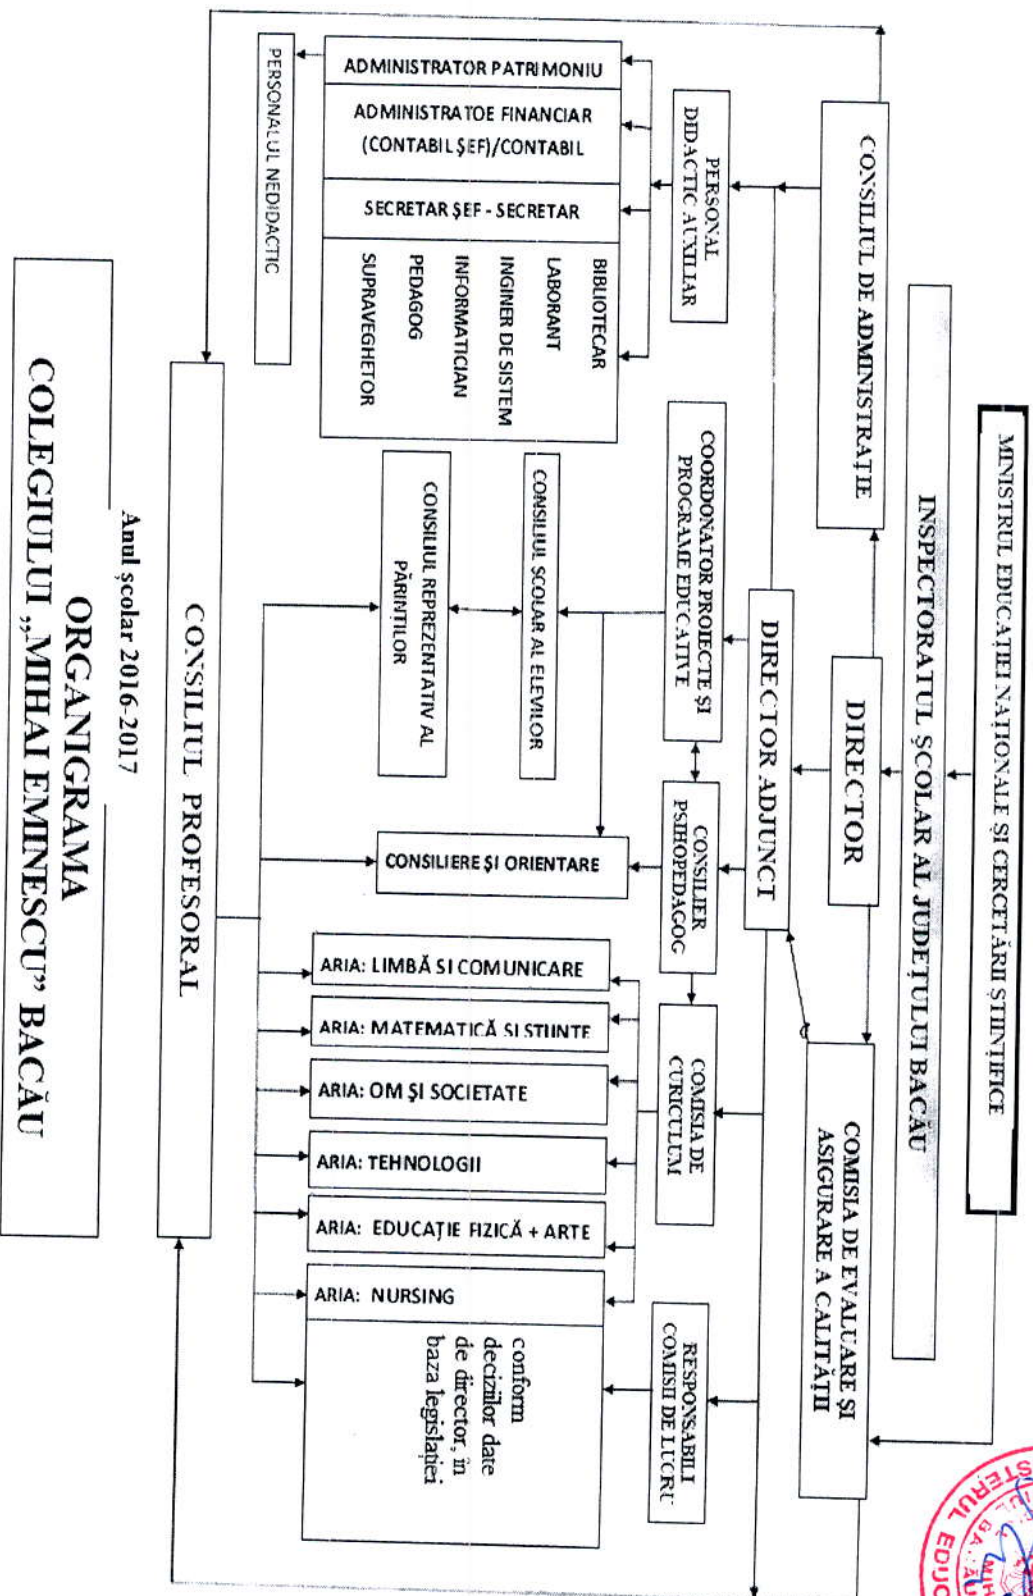 MINISTRUL EDUCAȚIEI NAȚIONALE ȘI CERCETĂRII ȘTIENȚIFICE
INSPECTORATUL ȘCOLAR AL JUDEȚULUI BACĂU
CONSILIUL DE ADMINISTRAȚIE
DIRECTOR
COMISIA DE EVALUARE ȘI
ASIGURARE A CALITĂȚII
DIRECTOR ADJUNCT
PERSONAL
DIDACTIC AUXILIAR
COORDONATOR PROIECTE ȘI
PROGRAME EDUCATIVE
CONSILIER
PSIHOPEDAGOG
COMISIA DE
CURICULUM
RESPONSABILI
COMISII DE LUCRU
ADMINISTRATOR PATRIMONIU
ADMINISTRATOE FINANCIAR
(CONTABIL ȘEF)/CONTABIL
SECRETAR ȘEF - SECRETAR
BIBLIOTECAR
LABORANT
INGINER DE SISTEM
INFORMATICIAN
PEDAGOG
SUPRAVEGHETOR
PERSONALUL NEDIDACTIC
CONSILIUL ȘCOLAR AL ELEVILOR
CONSILIUL REPREZENTATIV AL
PĂRINȚILOR
CONSILIERE ȘI ORIENTARE
ARIA: LIMBĂ SI COMUNICARE
ARIA: MATEMATICĂ SI STIINTE
ARIA: OM ȘI SOCIETATE
ARIA: TEHNOLOGII
ARIA: EDUCAȚIE FIZICĂ + ARTE
ARIA: NURSING
conform
deciziilor date
de director, în
baza legislației
CONSILIUL PROFESORAL
Anul școlar 2016-2017
ORGANIGRAMA
COLEGIULUI „MIHAI EMINESCU” BACĂU